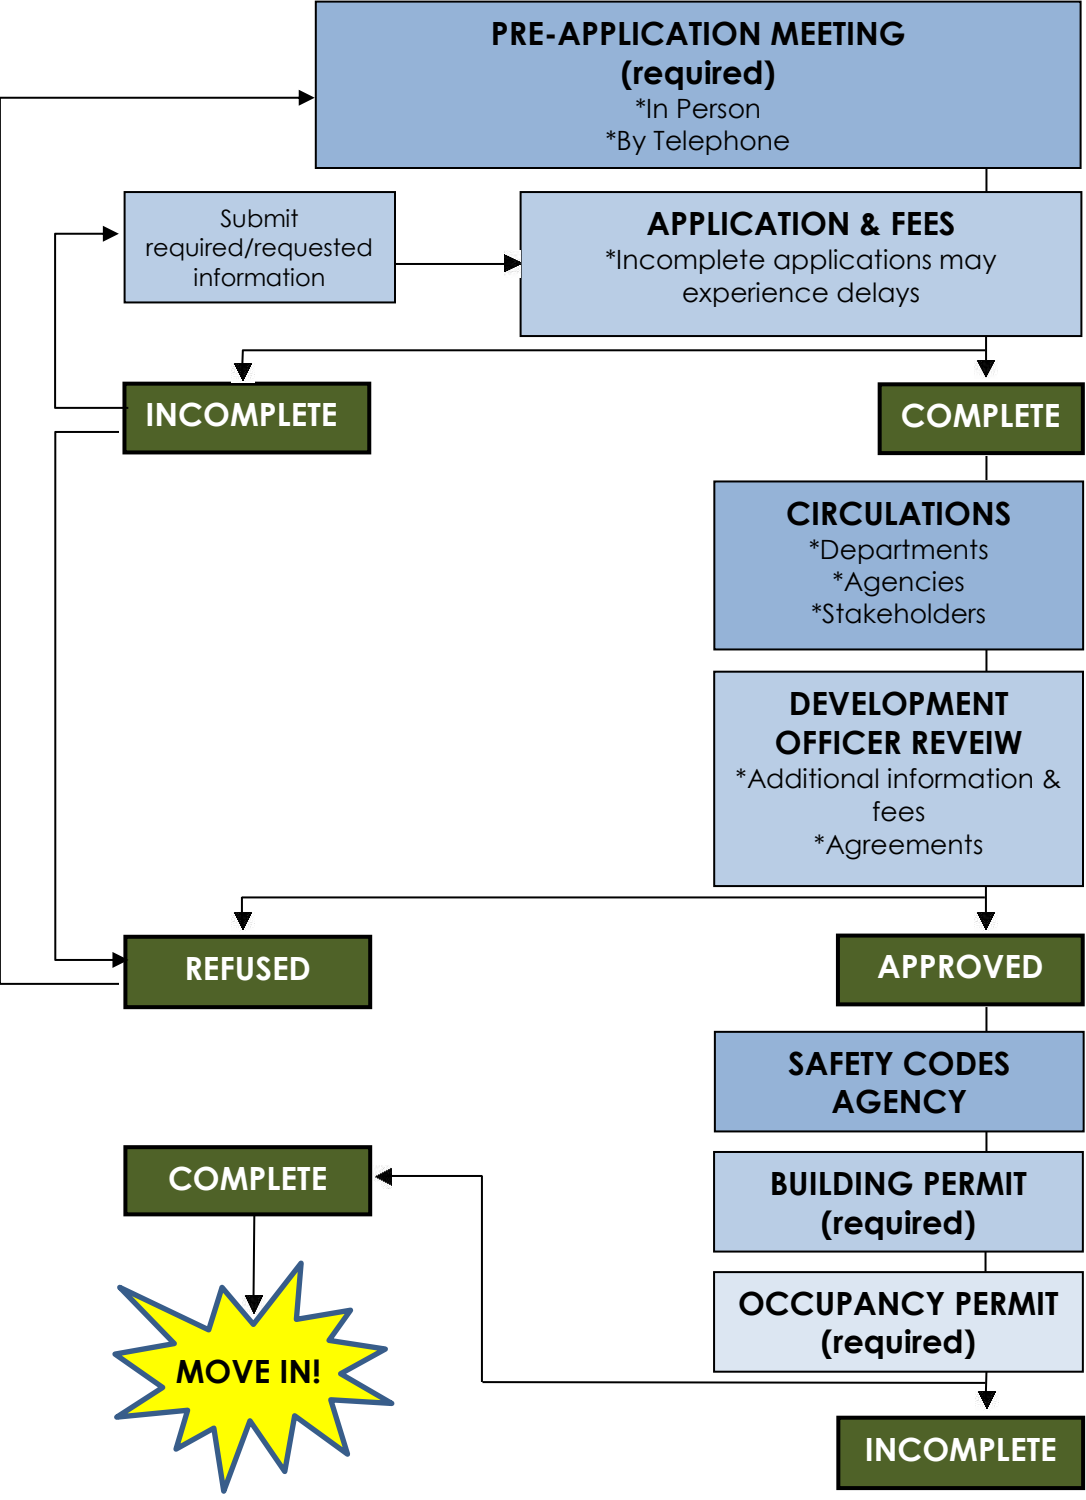 PRE-APPLICATION MEETING
(required)
*In Person
*By Telephone
Submit
required/requested
information
APPLICATION & FEES
*Incomplete applications may
experience delays
INCOMPLETE
COMPLETE
CIRCULATIONS
*Departments
*Agencies
*Stakeholders
DEVELOPMENT
OFFICER REVEIW
*Additional information &
fees
*Agreements
REFUSED
APPROVED
SAFETY CODES
AGENCY
COMPLETE
BUILDING PERMIT
(required)
OCCUPANCY PERMIT
(required)
MOVE IN!
INCOMPLETE